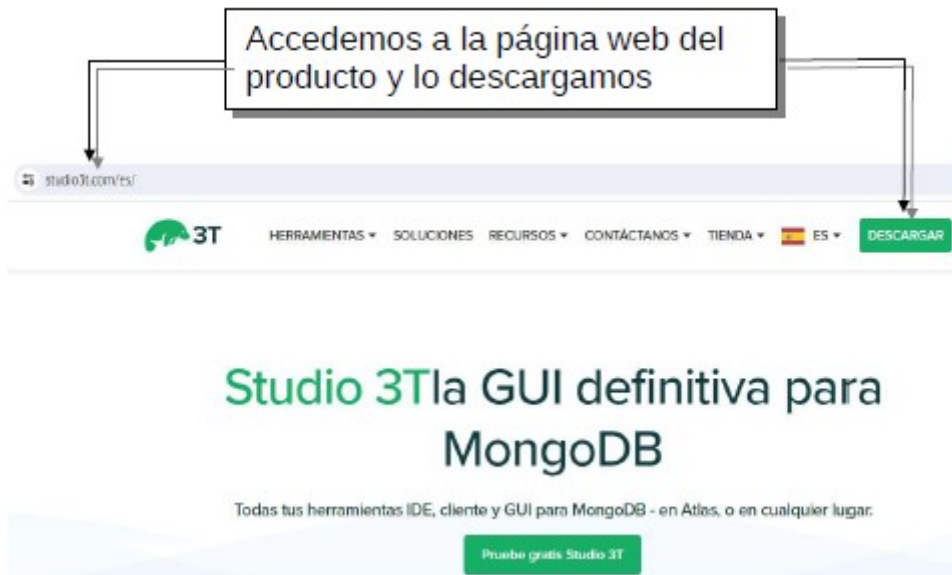 Accedemos a la página web del
producto y lo descargamos
studio3t.com/es/
3T HERRAMIENTAS SOLUCIONES RECURSOS CONTÁCTANOS TIENDA ES DESCARGAR
Studio 3Tla GUI definitiva para
MongoDB
Todas tus herramientas IDE, cliente y GUI para MongoDB - en Atlas, o en cualquier lugar.
Pruebe gratis Studio 3T